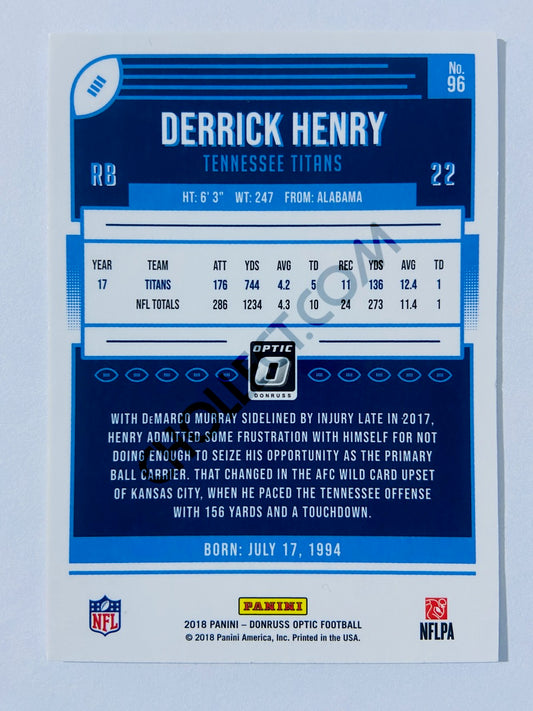 No.
96
DERRICK HENRY
TENNESSEE TITANS
RB
22
HT: 6' 3" WT: 247 FROM: ALABAMA
YEAR TEAM ATT YDS AVG TD REC YDS AVG TD
17 TITANS 176 744 4.2 5 11 136 12.4 1
NFL TOTALS 286 1234 4.3 10 24 273 11.4 1
OPTIC
DONRUSS
WITH DeMARCO MURRAY SIDELINED BY INJURY LATE IN 2017,
HENRY ADMITTED SOME FRUSTRATION WITH HIMSELF FOR NOT
DOING ENOUGH TO SEIZE HIS OPPORTUNITY AS THE PRIMARY
BALL CARRIER. THAT CHANGED IN THE AFC WILD CARD UPSET
OF KANSAS CITY, WHEN HE PACED THE TENNESSEE OFFENSE
WITH 156 YARDS AND A TOUCHDOWN.
BORN: JULY 17, 1994
NFL
PANINI
2018 PANINI – DONRUSS OPTIC FOOTBALL
© 2018 Panini America, Inc. Printed in the USA.
NFLPA